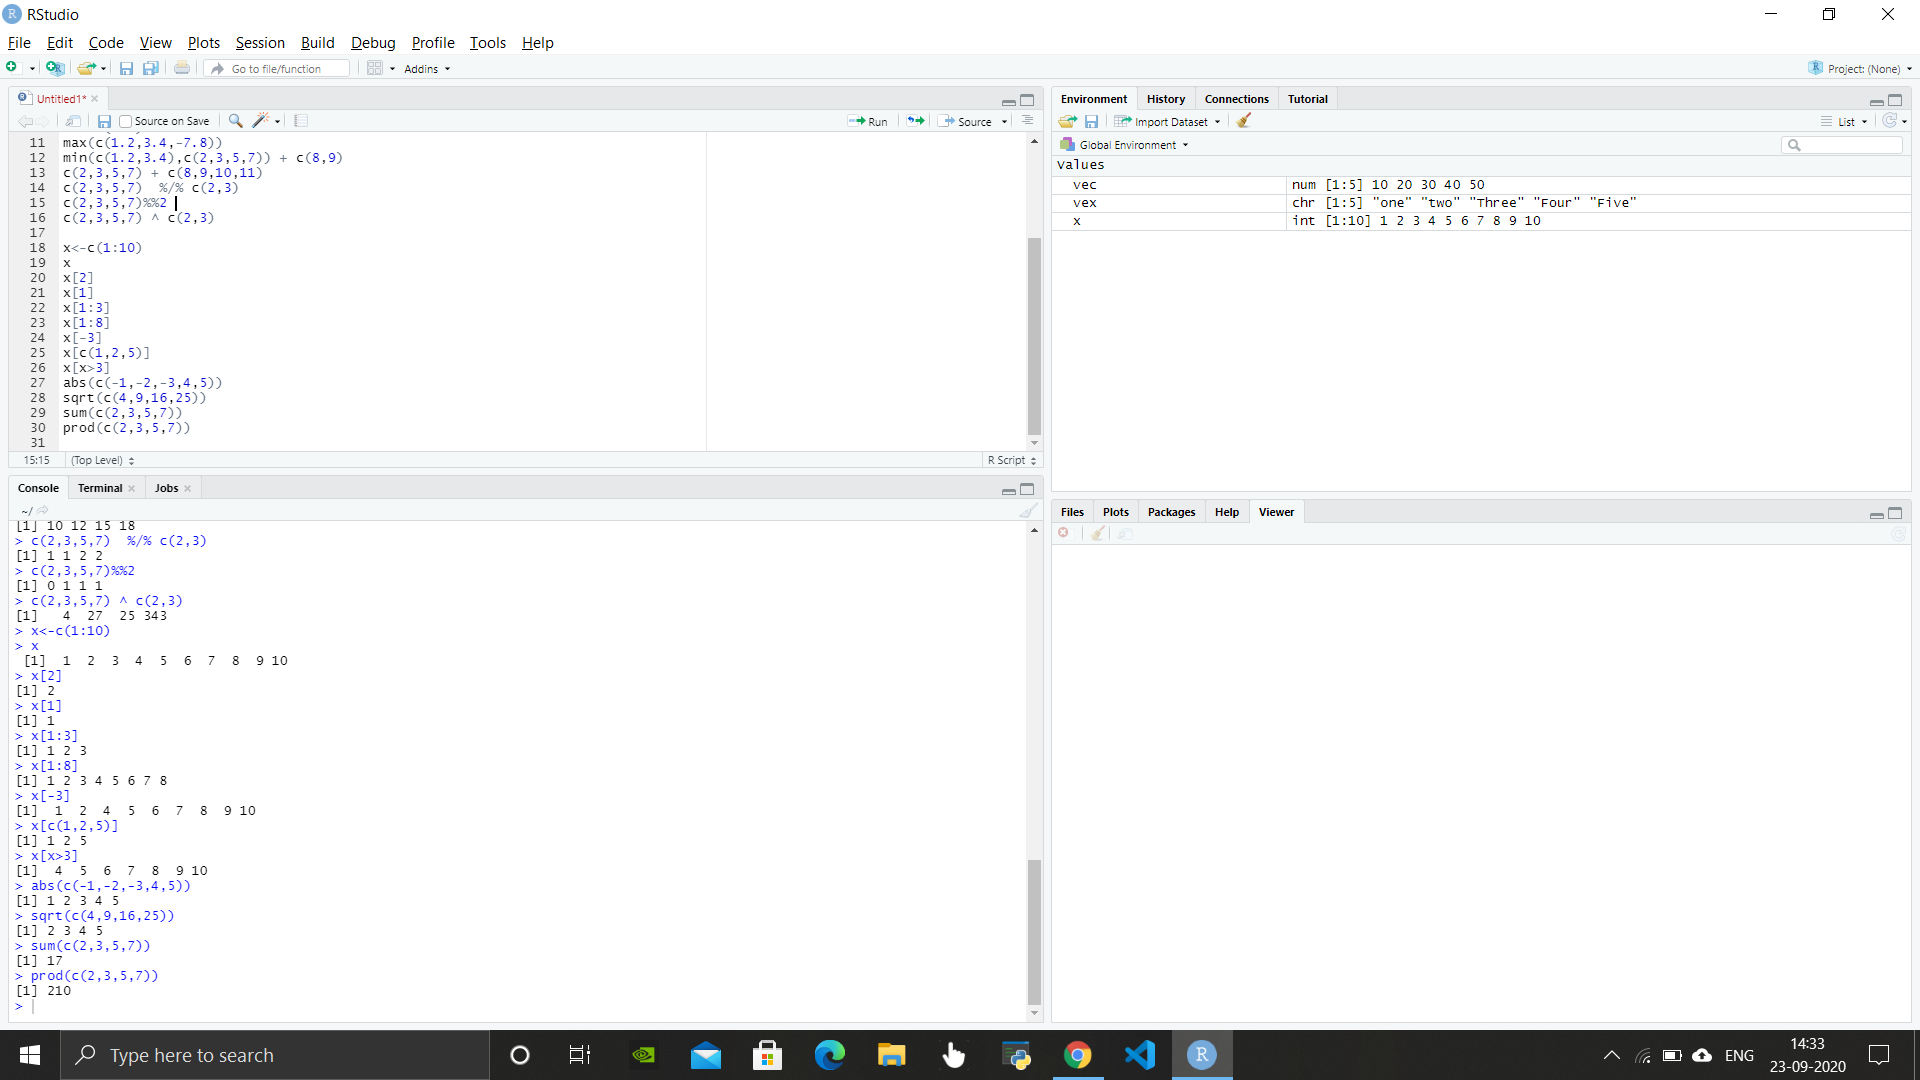 RStudio
File Edit Code View Plots Session Build Debug Profile Tools Help
Go to file/function Addins Project: (None)
Untitled1*
Source on Save Run Source
11 max(c(1.2,3.4,-7.8))
12 min(c(1.2,3.4),c(2,3,5,7)) + c(8,9)
13 c(2,3,5,7) + c(8,9,10,11)
14 c(2,3,5,7)  %/% c(2,3)
15 c(2,3,5,7)%%2
16 c(2,3,5,7) ^ c(2,3)
17
18 x<-c(1:10)
19 x
20 x[2]
21 x[1]
22 x[1:3]
23 x[1:8]
24 x[-3]
25 x[c(1,2,5)]
26 x[x>3]
27 abs(c(-1,-2,-3,4,5))
28 sqrt(c(4,9,16,25))
29 sum(c(2,3,5,7))
30 prod(c(2,3,5,7))
31
15:15 (Top Level) R Script
Console Terminal Jobs
~/
[1] 10 12 15 18
> c(2,3,5,7)  %/% c(2,3)
[1] 1 1 2 2
> c(2,3,5,7)%%2
[1] 0 1 1 1
> c(2,3,5,7) ^ c(2,3)
[1]   4  27  25 343
> x<-c(1:10)
> x
 [1]  1  2  3  4  5  6  7  8  9 10
> x[2]
[1] 2
> x[1]
[1] 1
> x[1:3]
[1] 1 2 3
> x[1:8]
[1] 1 2 3 4 5 6 7 8
> x[-3]
[1]  1  2  4  5  6  7  8  9 10
> x[c(1,2,5)]
[1] 1 2 5
> x[x>3]
[1]  4  5  6  7  8  9 10
> abs(c(-1,-2,-3,4,5))
[1] 1 2 3 4 5
> sqrt(c(4,9,16,25))
[1] 2 3 4 5
> sum(c(2,3,5,7))
[1] 17
> prod(c(2,3,5,7))
[1] 210
>
Environment History Connections Tutorial
Import Dataset List
Global Environment
Values
vec num [1:5] 10 20 30 40 50
vex chr [1:5] "one" "two" "Three" "Four" "Five"
x int [1:10] 1 2 3 4 5 6 7 8 9 10
Files Plots Packages Help Viewer
Type here to search
ENG
14:33
23-09-2020